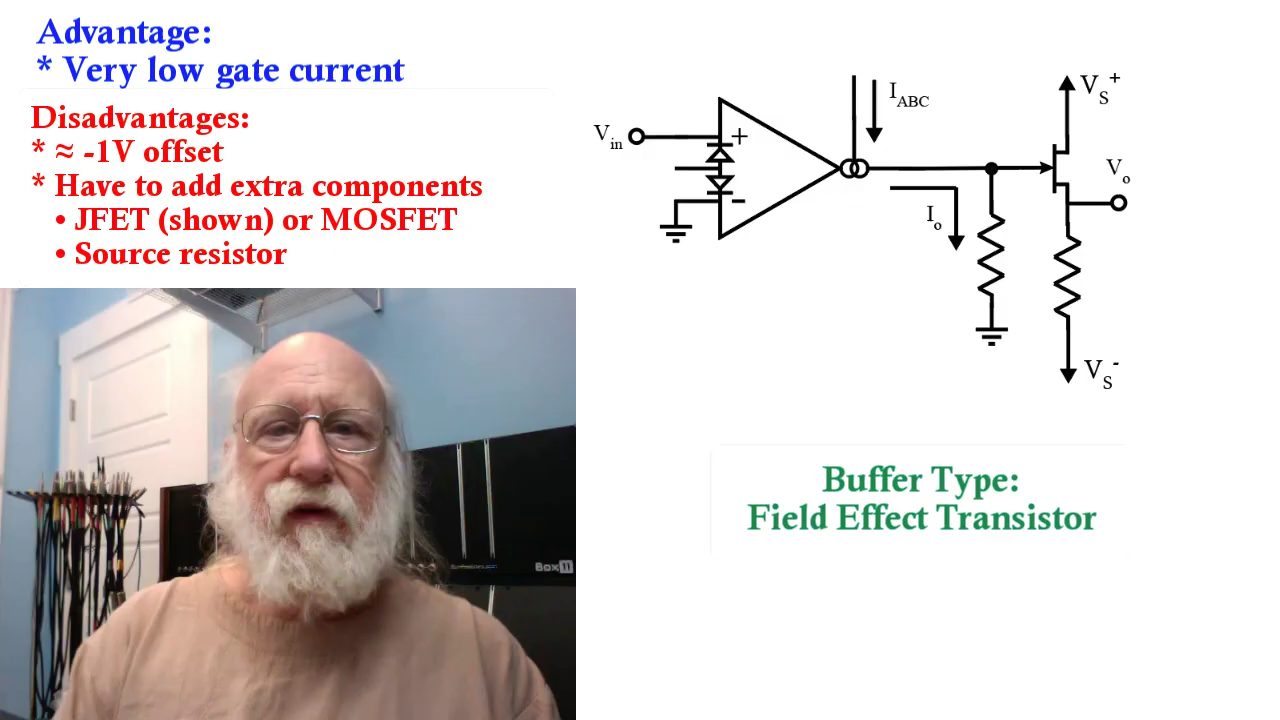 Advantage:
* Very low gate current
Disadvantages:
* ≈ -1V offset
* Have to add extra components
• JFET (shown) or MOSFET
• Source resistor
V_in
+
-
I_ABC
I_o
V_S^+
V_o
V_S^-
Buffer Type:
Field Effect Transistor
Box11